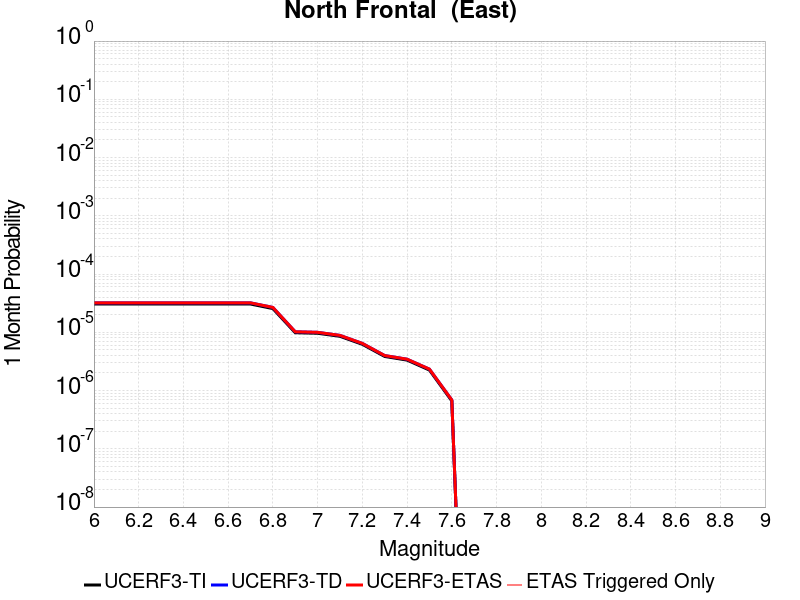 North Frontal  (East)
10^0
10^-1
10^-2
10^-3
10^-4
10^-5
10^-6
10^-7
10^-8
1 Month Probability
6 6.2 6.4 6.6 6.8 7 7.2 7.4 7.6 7.8 8 8.2 8.4 8.6 8.8 9
Magnitude
UCERF3-TI UCERF3-TD UCERF3-ETAS ETAS Triggered Only